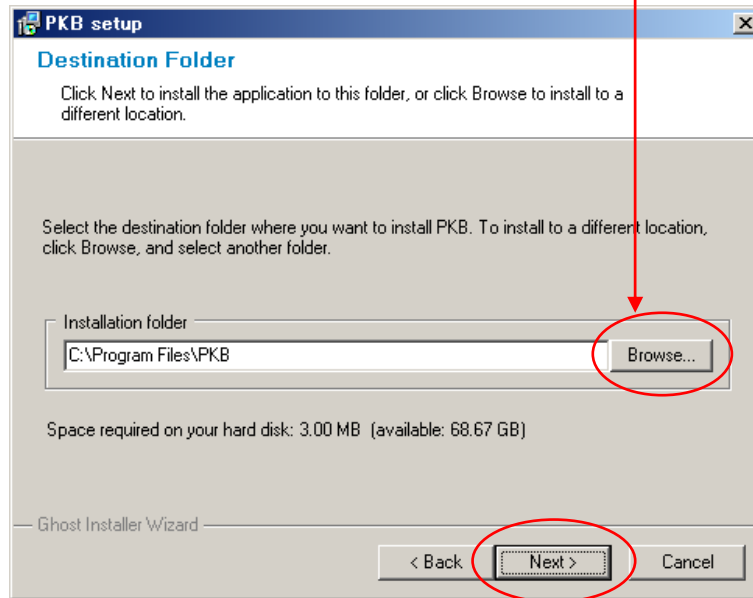 PKB setup
Destination Folder
Click Next to install the application to this folder, or click Browse to install to a
different location.
Select the destination folder where you want to install PKB. To install to a different location,
click Browse, and select another folder.
Installation folder
C:\Program Files\PKB
Browse...
Space required on your hard disk: 3.00 MB (available: 68.67 GB)
Ghost Installer Wizard
< Back
Next >
Cancel